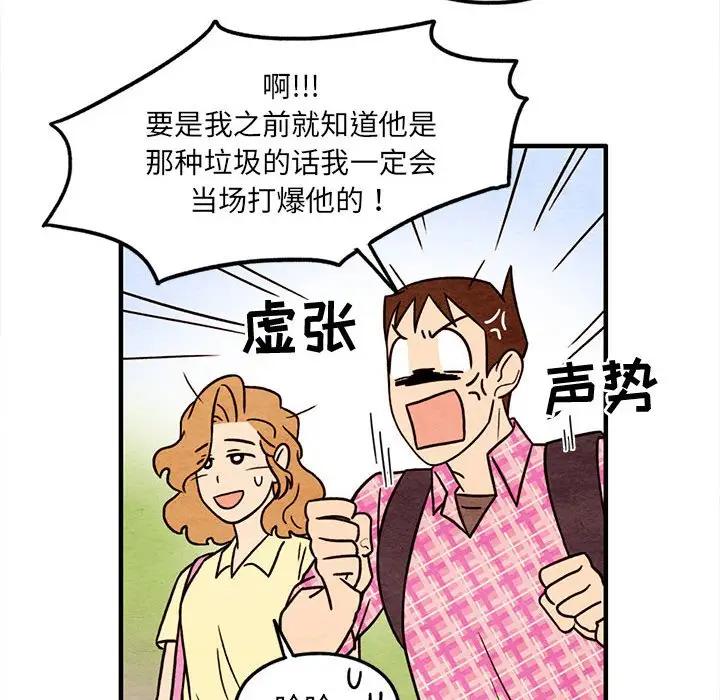 啊!!!
要是我之前就知道他是
那种垃圾的话我一定会
当场打爆他的！
虚张
声势